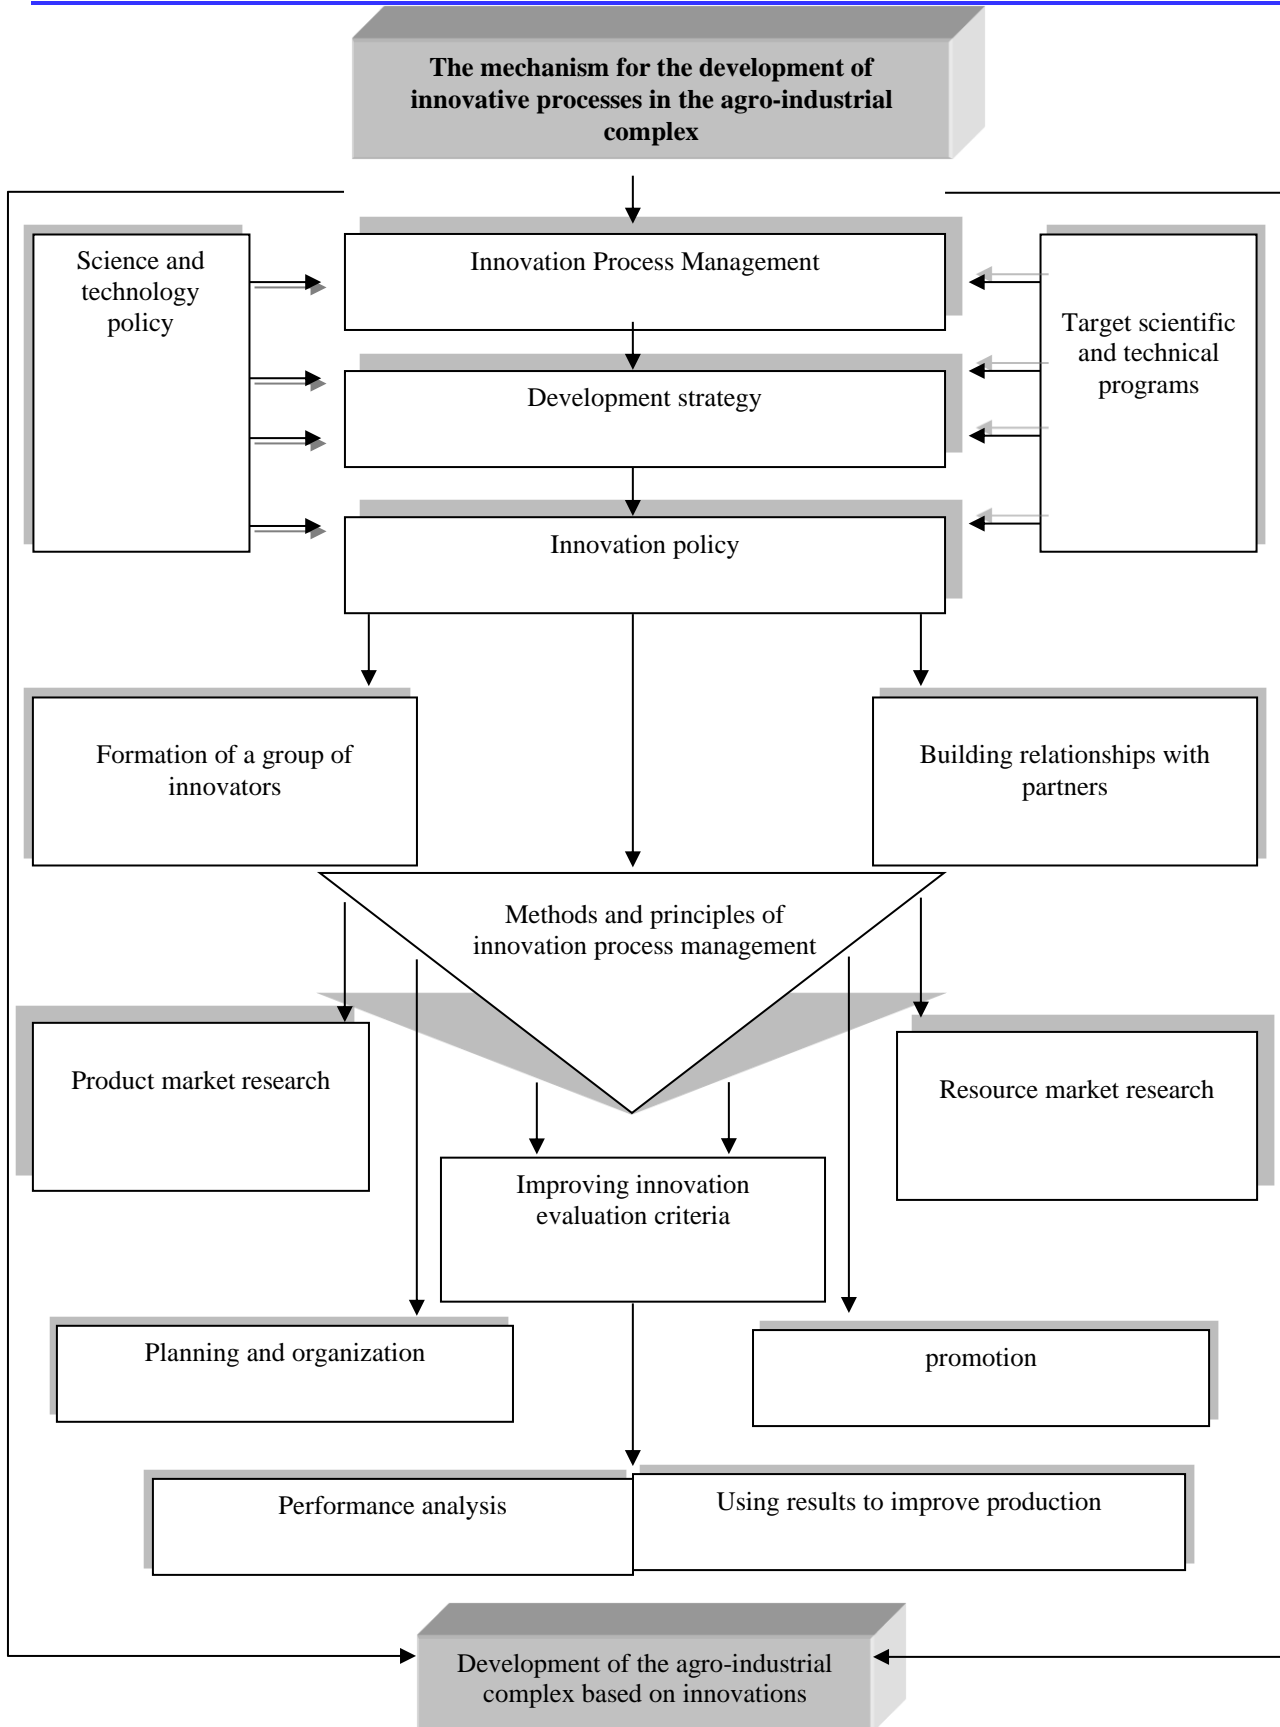 The mechanism for the development of
innovative processes in the agro-industrial
complex
Science and
technology
policy
Innovation Process Management
Target scientific
and technical
programs
Development strategy
Innovation policy
Formation of a group of
innovators
Building relationships with
partners
Methods and principles of
innovation process management
Product market research
Resource market research
Improving innovation
evaluation criteria
Planning and organization
promotion
Performance analysis
Using results to improve production
Development of the agro-industrial
complex based on innovations